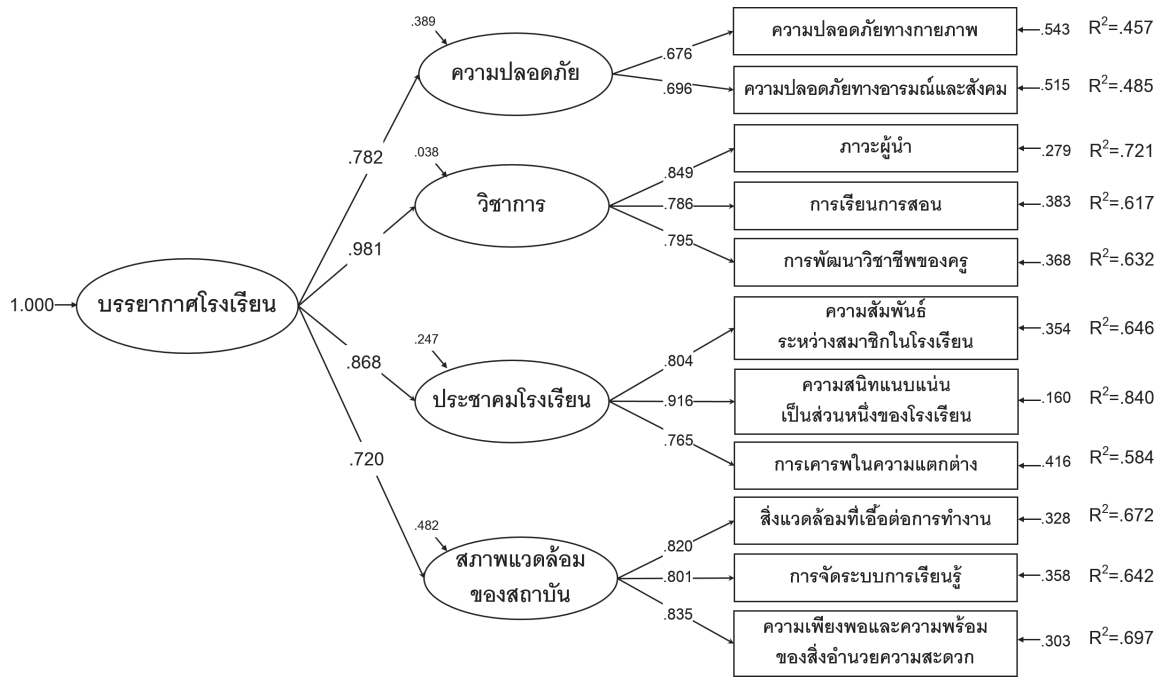 1.000
บรรยากาศโรงเรียน
.782
.981
.868
.720
.389
ความปลอดภัย
.676
.696
ความปลอดภัยทางกายภาพ
.543
R²=.457
ความปลอดภัยทางอารมณ์และสังคม
.515
R²=.485
.038
วิชาการ
.849
.786
.795
ภาวะผู้นำ
.279
R²=.721
การเรียนการสอน
.383
R²=.617
การพัฒนาวิชาชีพของครู
.368
R²=.632
.247
ประชาคมโรงเรียน
.804
.916
.765
ความสัมพันธ์
ระหว่างสมาชิกในโรงเรียน
.354
R²=.646
ความสนิทแนบแน่น
เป็นส่วนหนึ่งของโรงเรียน
.160
R²=.840
การเคารพในความแตกต่าง
.416
R²=.584
.482
สภาพแวดล้อม
ของสถาบัน
.820
.801
.835
สิ่งแวดล้อมที่เอื้อต่อการทำงาน
.328
R²=.672
การจัดระบบการเรียนรู้
.358
R²=.642
ความเพียงพอและความพร้อม
ของสิ่งอำนวยความสะดวก
.303
R²=.697